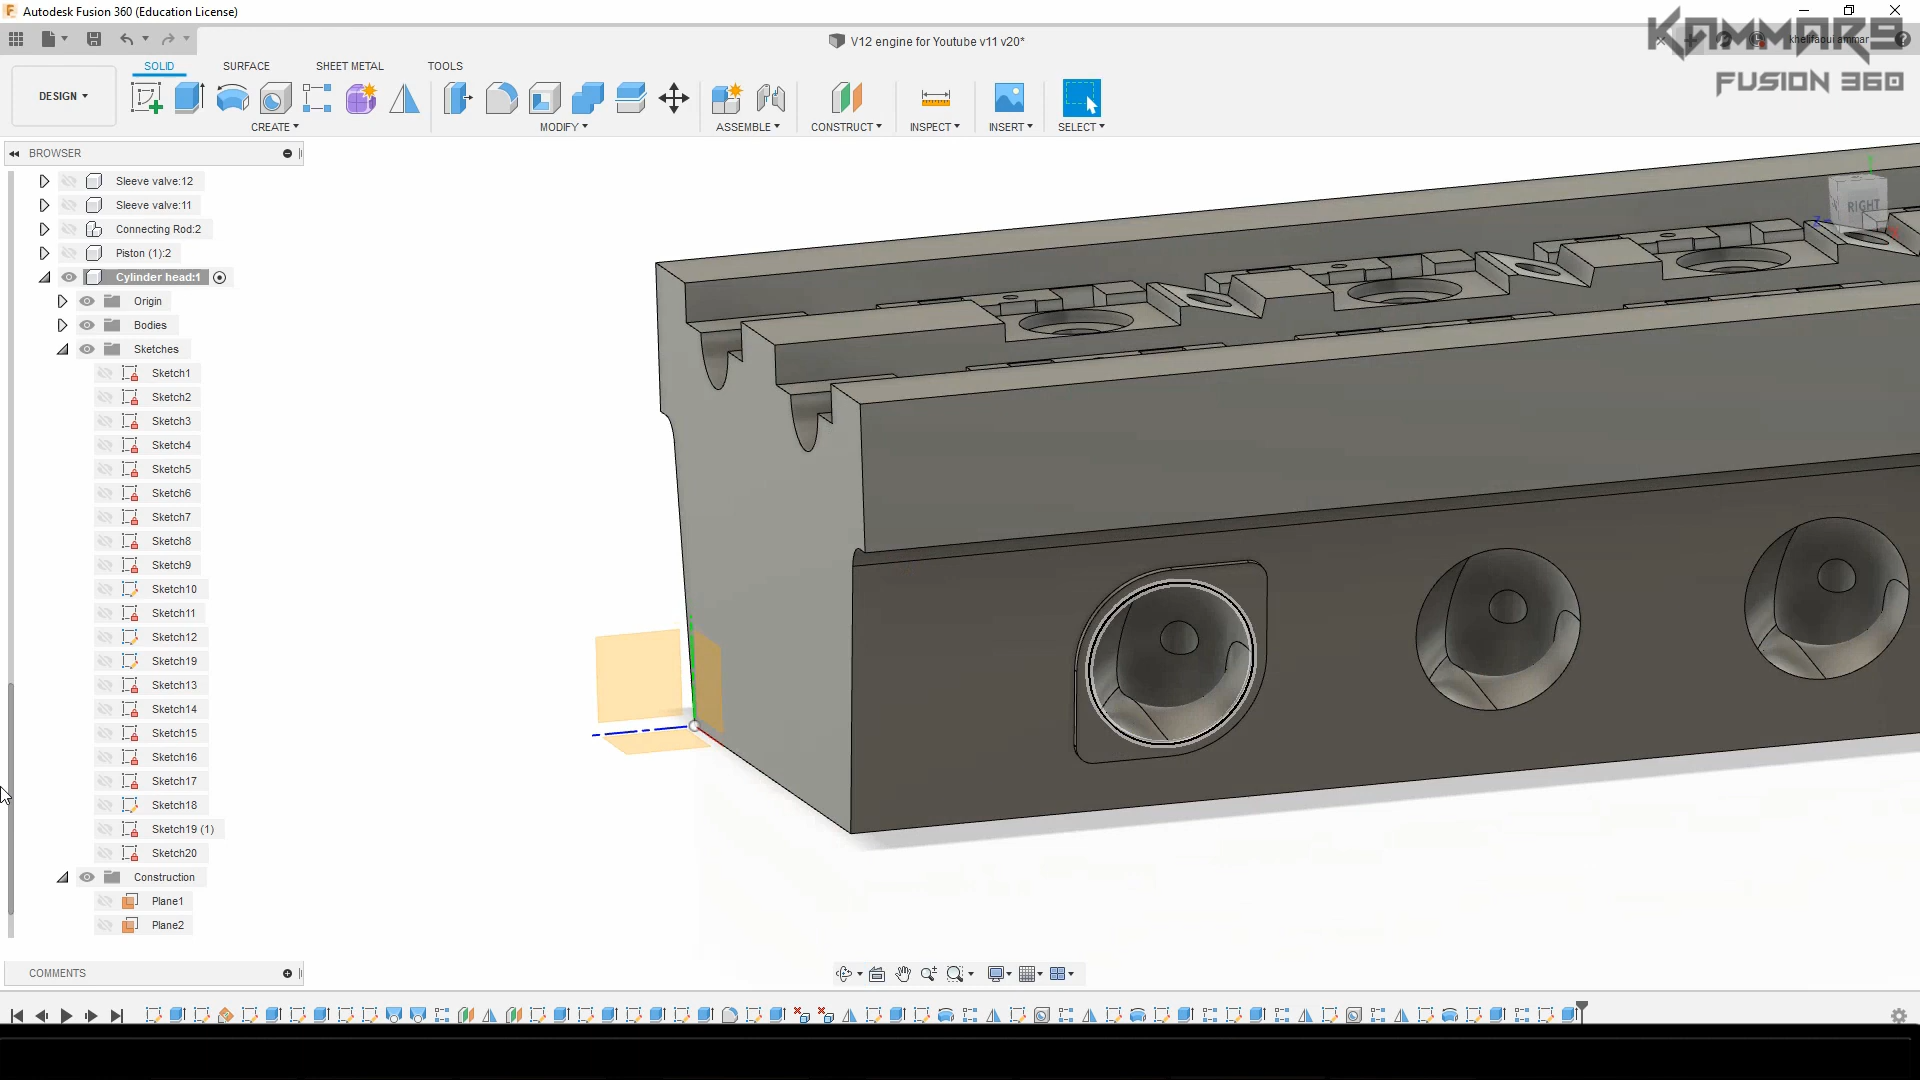 Autodesk Fusion 360 (Education License)
V12 engine for Youtube v11 v20*
khelifaoui ammar
KAMMAR9
FUSION 360
SOLID
SURFACE
SHEET METAL
TOOLS
DESIGN
CREATE
MODIFY
ASSEMBLE
CONSTRUCT
INSPECT
INSERT
SELECT
BROWSER
Sleeve valve:12
Sleeve valve:11
Connecting Rod:2
Piston (1):2
Cylinder head:1
Origin
Bodies
Sketches
Sketch1
Sketch2
Sketch3
Sketch4
Sketch5
Sketch6
Sketch7
Sketch8
Sketch9
Sketch10
Sketch11
Sketch12
Sketch19
Sketch13
Sketch14
Sketch15
Sketch16
Sketch17
Sketch18
Sketch19 (1)
Sketch20
Construction
Plane1
Plane2
RIGHT
Z
COMMENTS